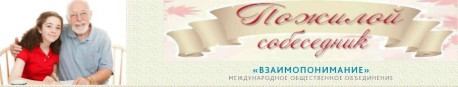 Пожилой
собеседник
«ВЗАИМОПОНИМАНИЕ»
МЕЖДУНАРОДНОЕ ОБЩЕСТВЕННОЕ ОБЪЕДИНЕНИЕ